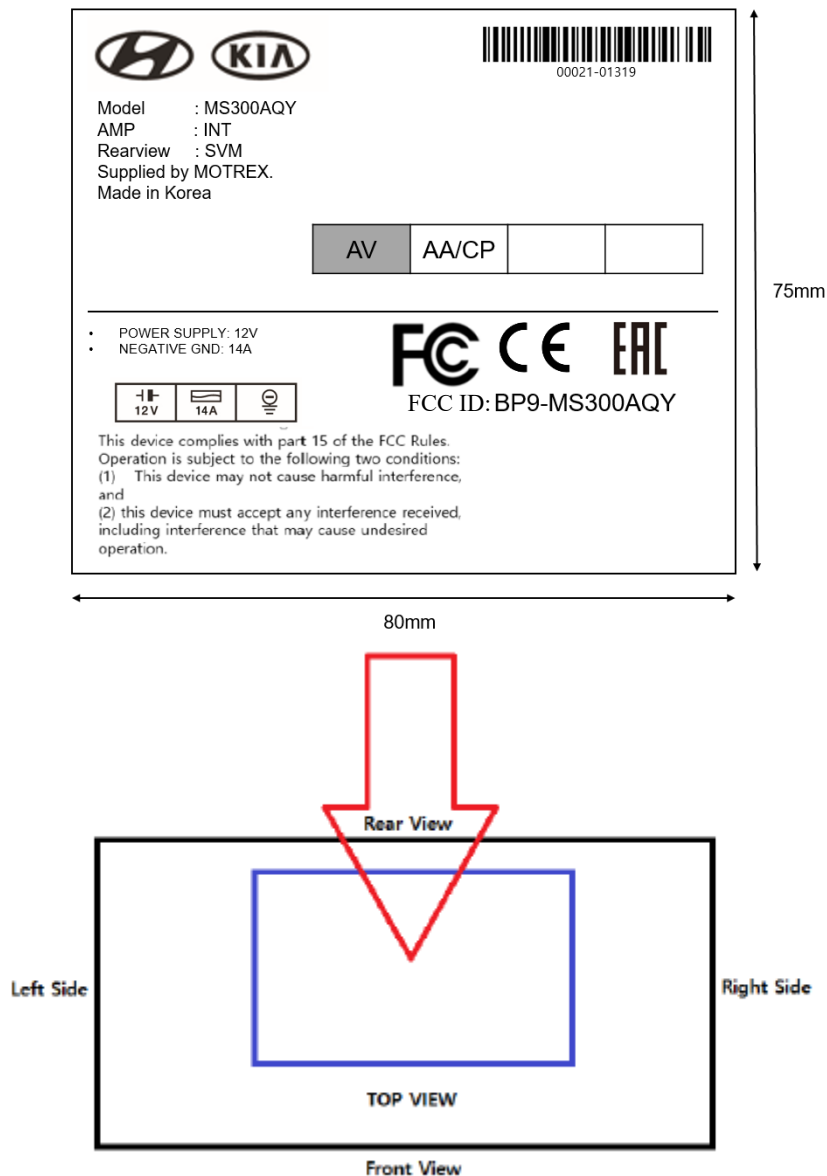 KIA
00021-01319
Model : MS300AQY
AMP : INT
Rearview : SVM
Supplied by MOTREX.
Made in Korea
AV AA/CP
75mm
• POWER SUPPLY: 12V
• NEGATIVE GND: 14A
FC CE EAC
12V 14A
FCC ID: BP9-MS300AQY
This device complies with part 15 of the FCC Rules.
Operation is subject to the following two conditions:
(1) This device may not cause harmful interference,
and
(2) this device must accept any interference received,
including interference that may cause undesired
operation.
80mm
Rear View
Left Side
Right Side
TOP VIEW
Front View